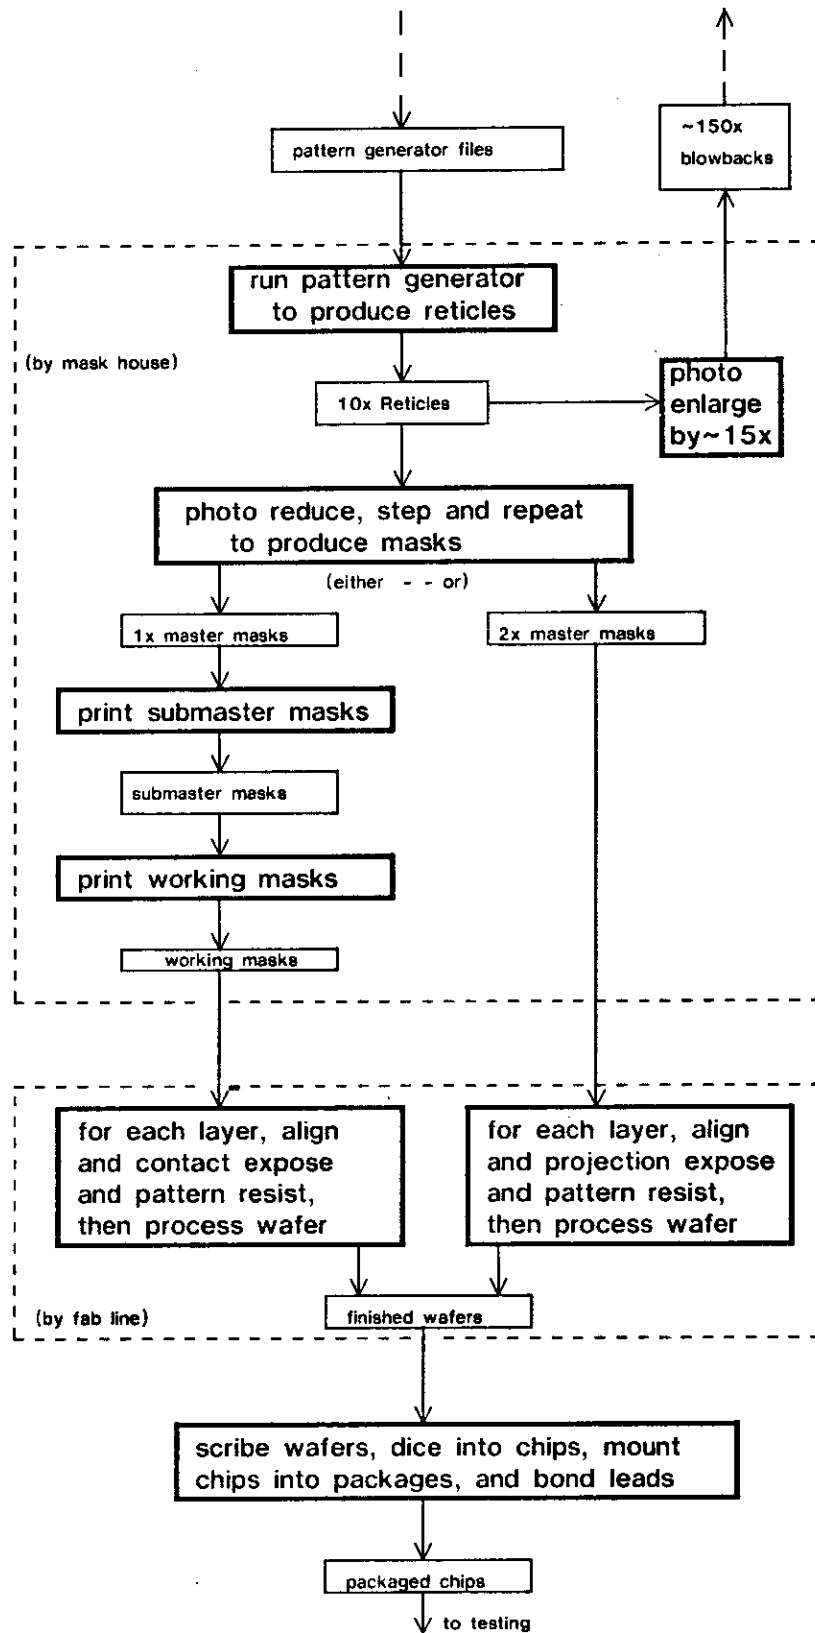 pattern generator files
~150x
blowbacks
run pattern generator
to produce reticles
(by mask house)
10x Reticles
photo
enlarge
by~15x
photo reduce, step and repeat
to produce masks
(either - - or)
1x master masks
2x master masks
print submaster masks
submaster masks
print working masks
working masks
for each layer, align
and contact expose
and pattern resist,
then process wafer
for each layer, align
and projection expose
and pattern resist,
then process wafer
(by fab line)
finished wafers
scribe wafers, dice into chips, mount
chips into packages, and bond leads
packaged chips
to testing